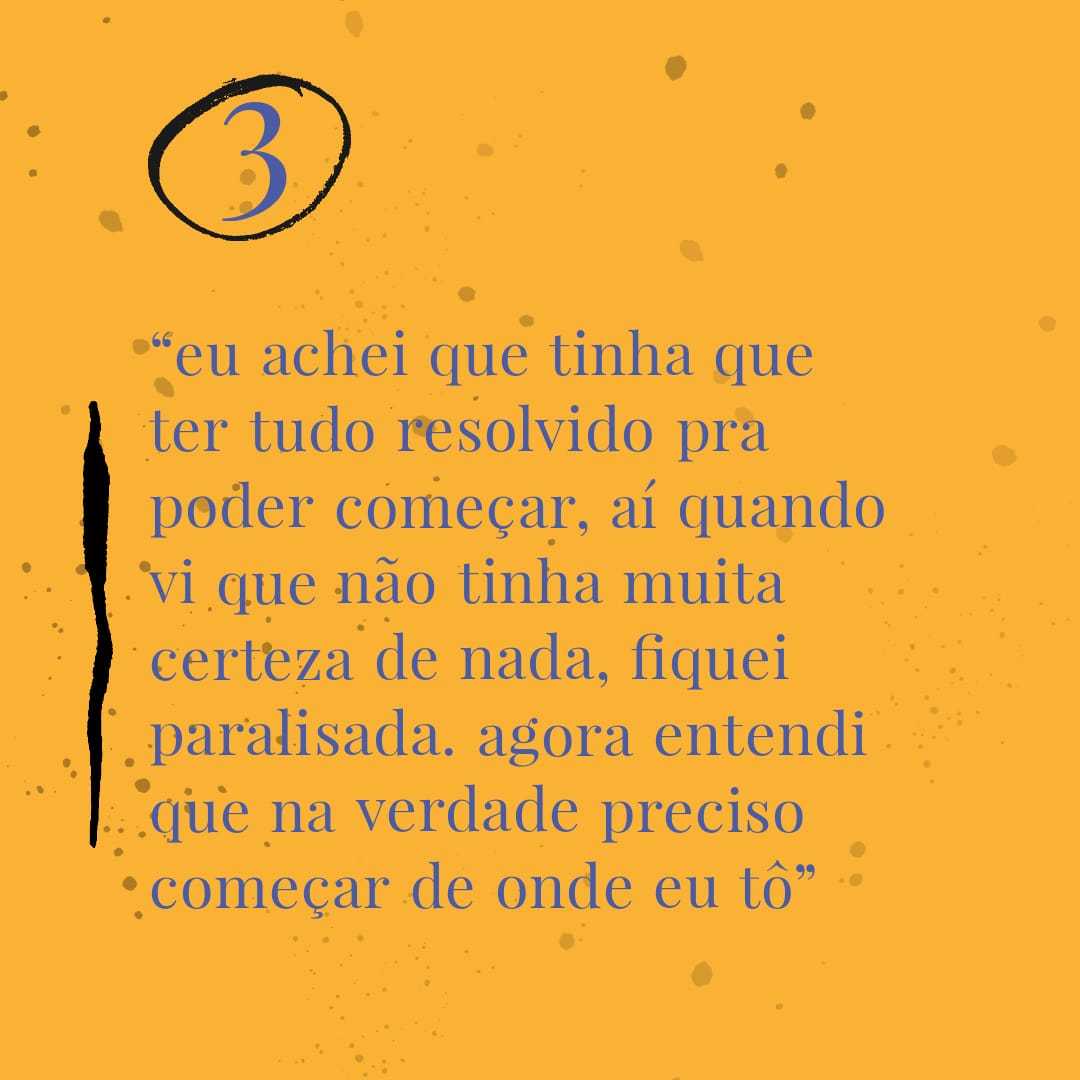 3
“eu achei que tinha que
ter tudo resolvido pra
poder começar, aí quando
vi que não tinha muita
certeza de nada, fiquei
paralisada. agora entendi
que na verdade preciso
começar de onde eu tô”